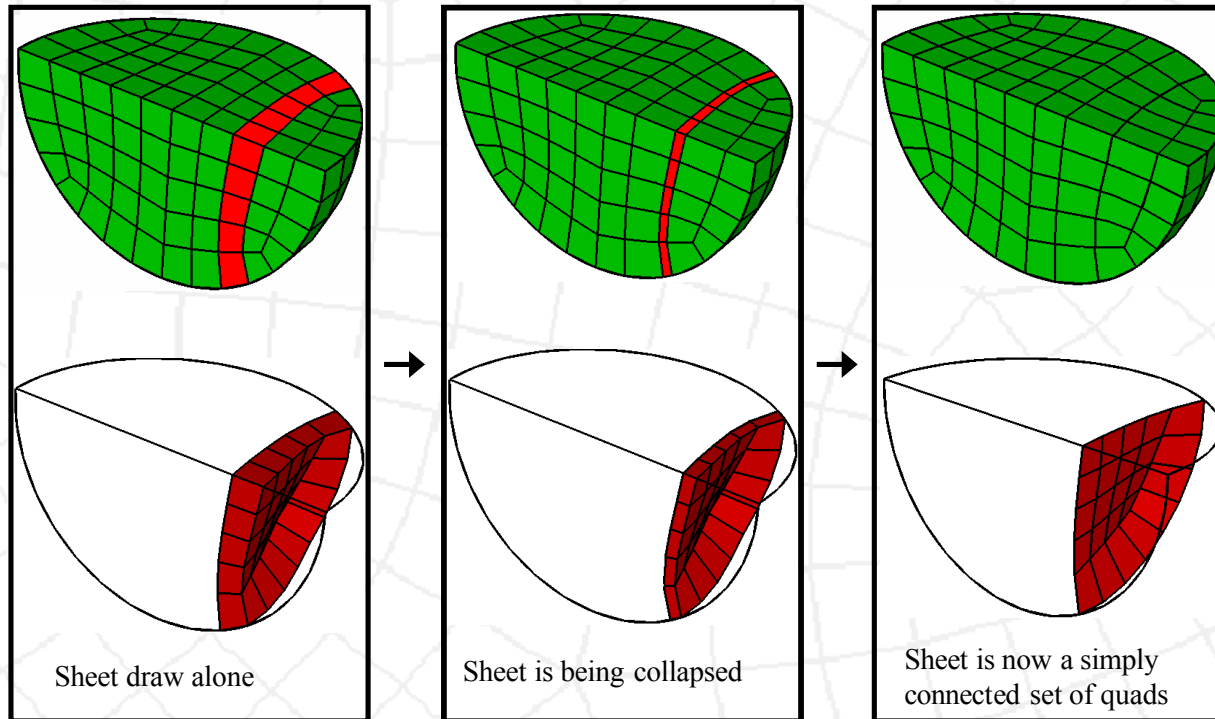 Sheet draw alone
Sheet is being collapsed
Sheet is now a simply
connected set of quads